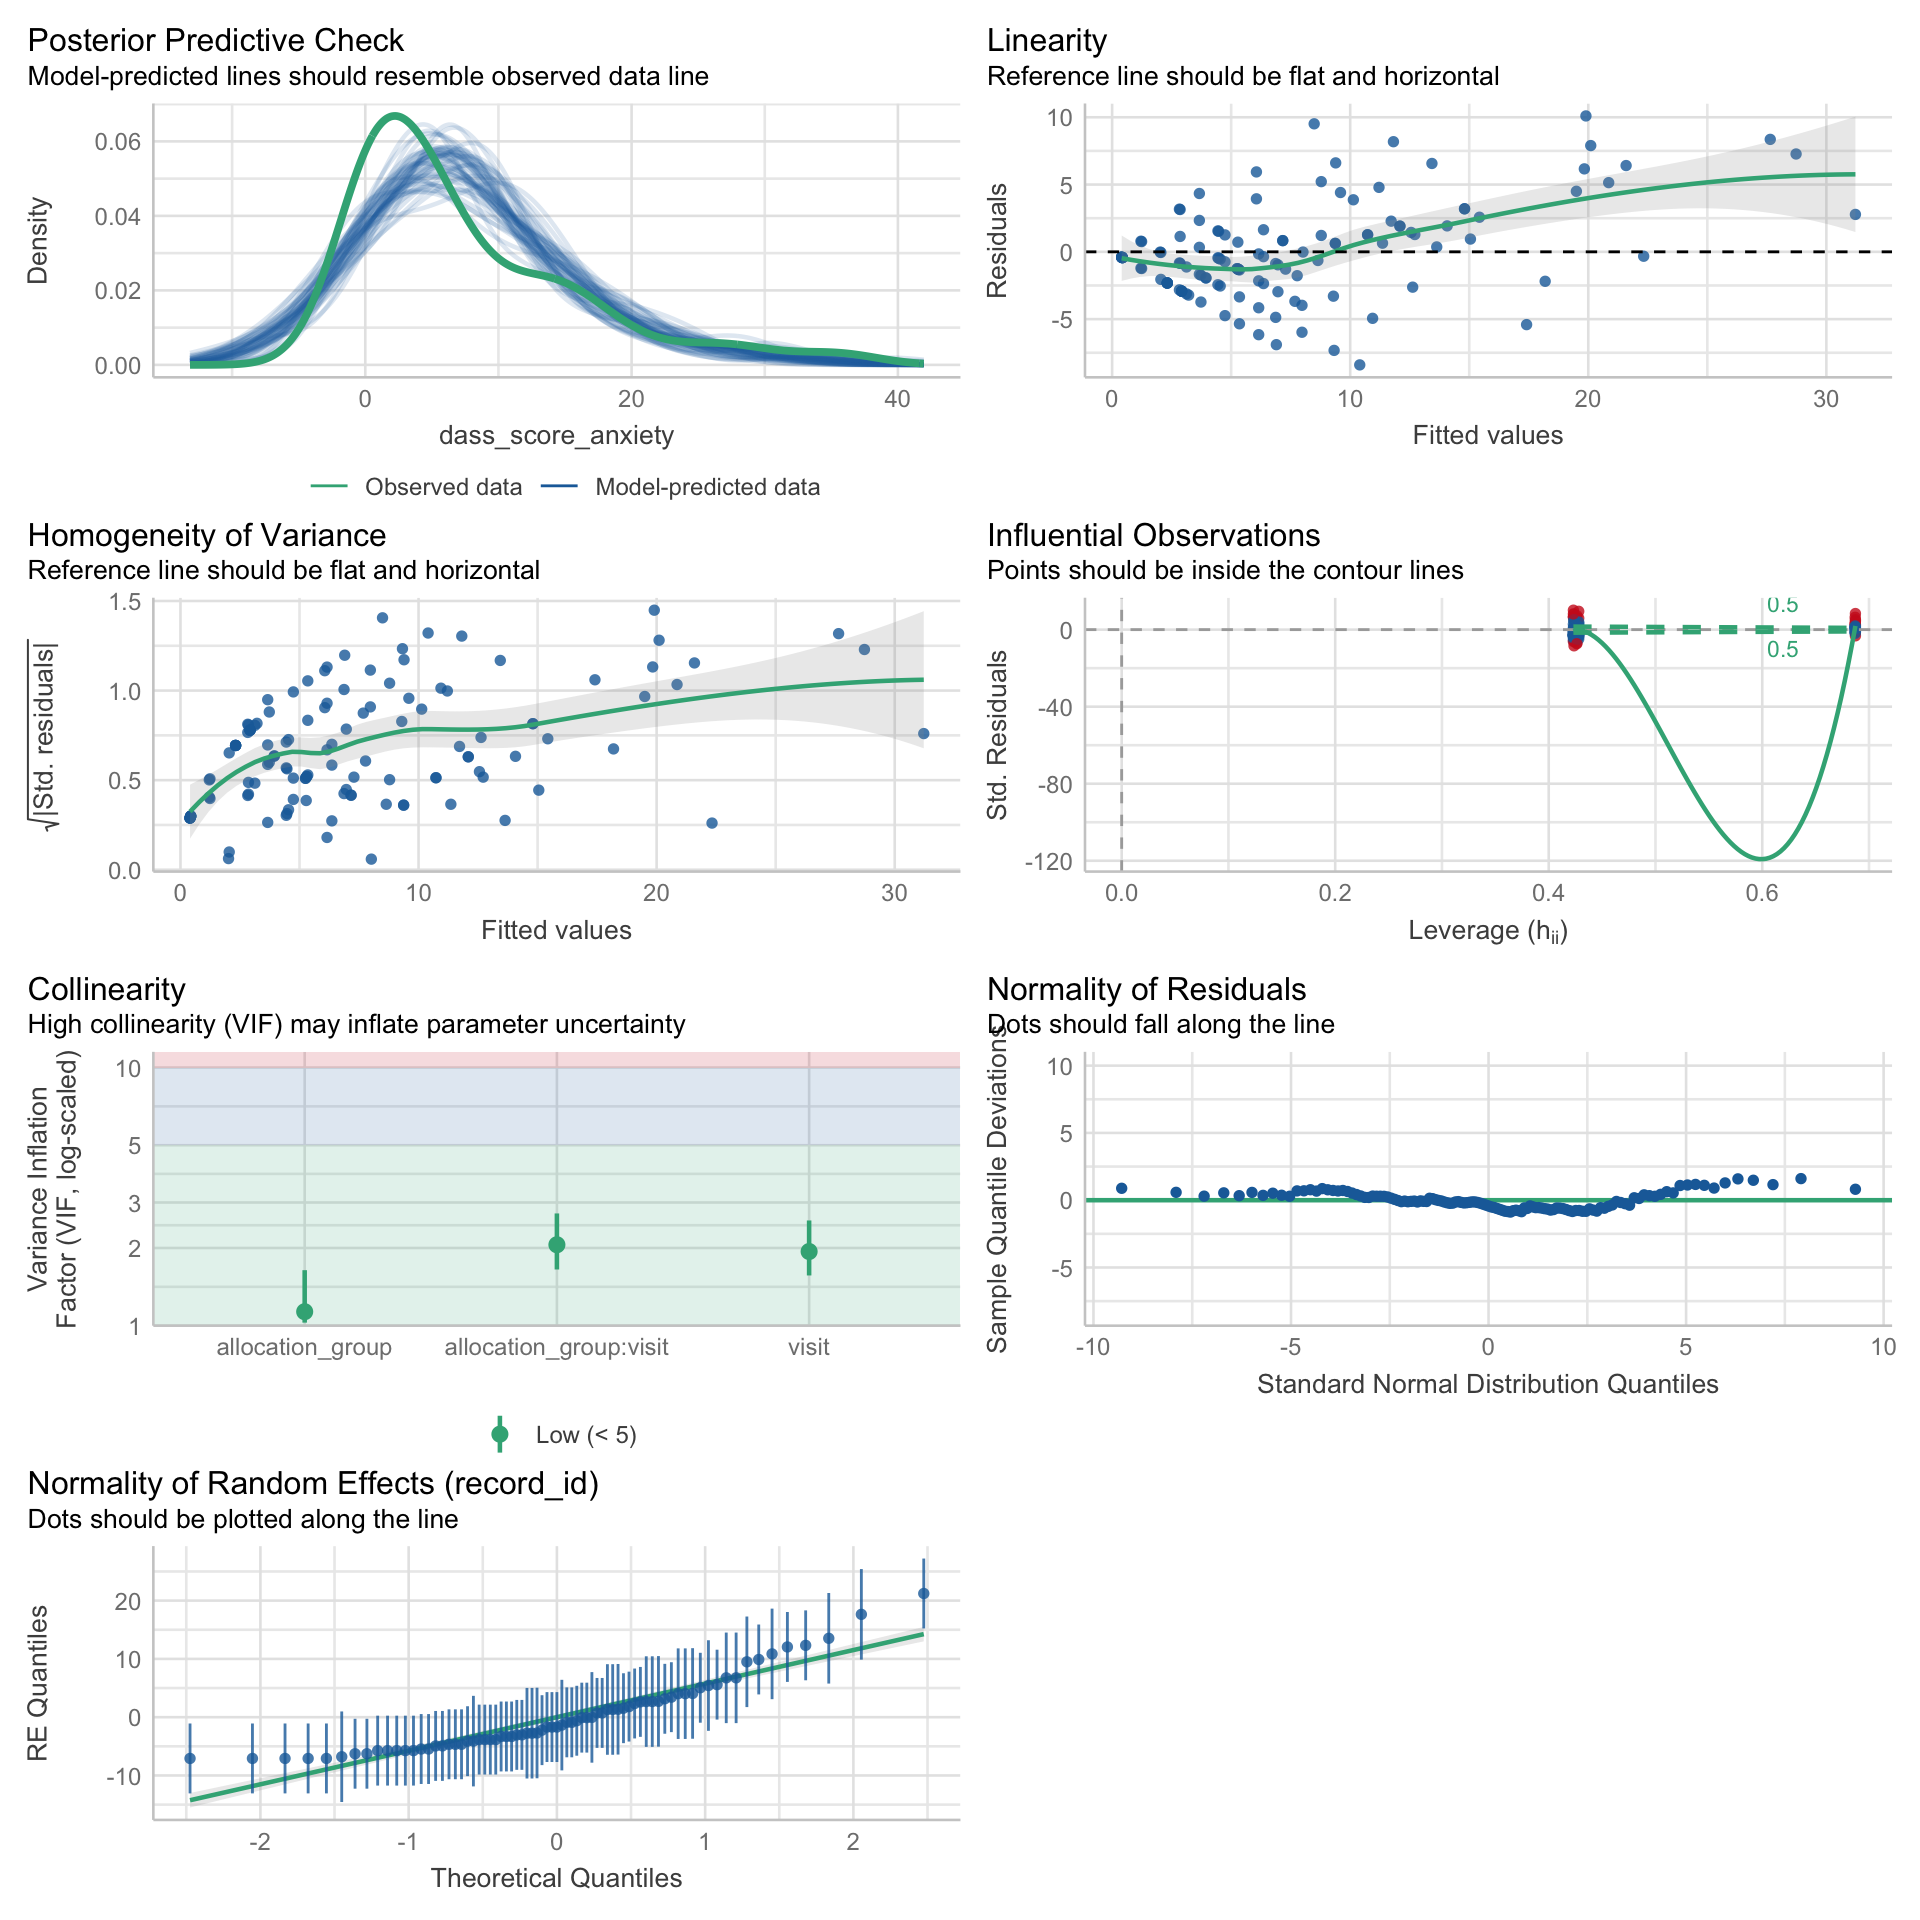 Posterior Predictive Check
Model-predicted lines should resemble observed data line
Density
0.06
0.04
0.02
0.00
0
20
40
dass_score_anxiety
Observed data
Model-predicted data
Linearity
Reference line should be flat and horizontal
Residuals
10
5
0
-5
0
10
20
30
Fitted values
Homogeneity of Variance
Reference line should be flat and horizontal
√|Std. residuals|
1.5
1.0
0.5
0.0
0
10
20
30
Fitted values
Influential Observations
Points should be inside the contour lines
Std. Residuals
0.5
0.5
0
-40
-80
-120
0.0
0.2
0.4
0.6
Leverage (hii)
Collinearity
High collinearity (VIF) may inflate parameter uncertainty
Variance Inflation
Factor (VIF, log-scaled)
10
5
3
2
1
allocation_group
allocation_group:visit
visit
Low (< 5)
Normality of Residuals
Dots should fall along the line
Sample Quantile Deviations
10
5
0
-5
-10
-5
0
5
10
Standard Normal Distribution Quantiles
Normality of Random Effects (record_id)
Dots should be plotted along the line
RE Quantiles
20
10
0
-10
-2
-1
0
1
2
Theoretical Quantiles